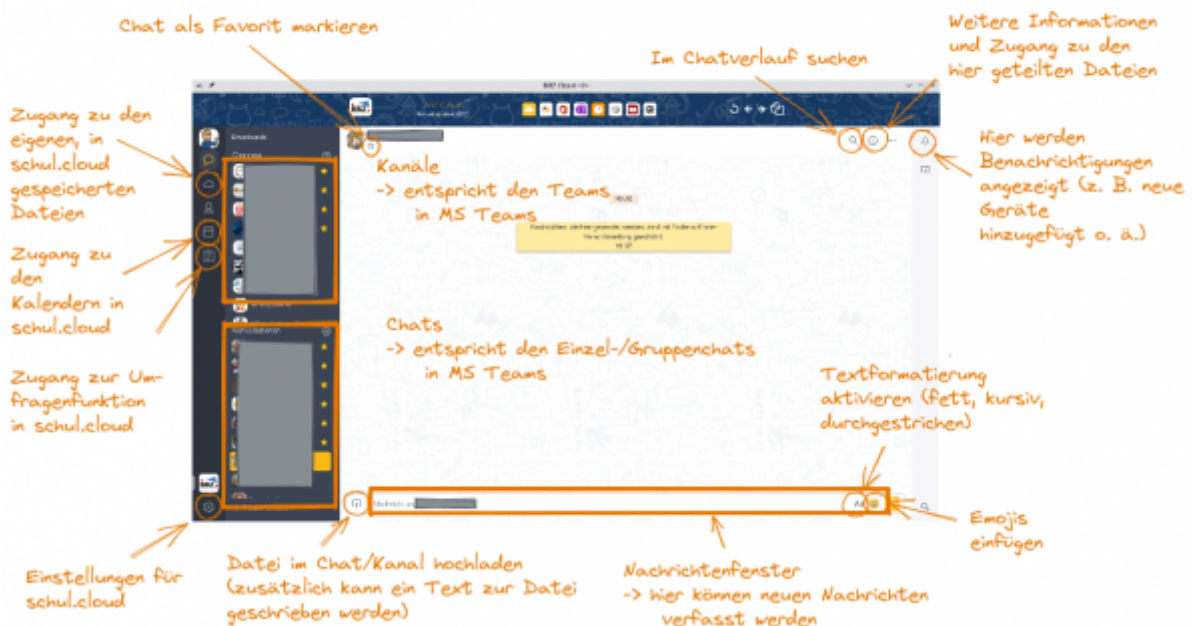 Chat als Favorit markieren
Weitere Informationen
und Zugang zu den
hier geteilten Dateien
Im Chatverlauf suchen
Zugang zu den
eigenen, in
schul.cloud
gespeicherten
Dateien
Hier werden
Benachrichtigungen
angezeigt (z. B. neue
Geräte
hinzugefügt o. ä.)
Kanäle
-> entspricht den Teams
in MS Teams
Zugang zu
den
Kalendern in
schul.cloud
Chats
-> entspricht den Einzel-/Gruppenchats
in MS Teams
Zugang zur Um-
fragenfunktion
in schul.cloud
Textformatierung
aktivieren (fett, kursiv,
durchgestrichen)
Emojis
einfügen
Einstellungen für
schul.cloud
Datei im Chat/Kanal hochladen
(zusätzlich kann ein Text zur Datei
geschrieben werden)
Nachrichtenfenster
-> hier können neuen Nachrichten
verfasst werden